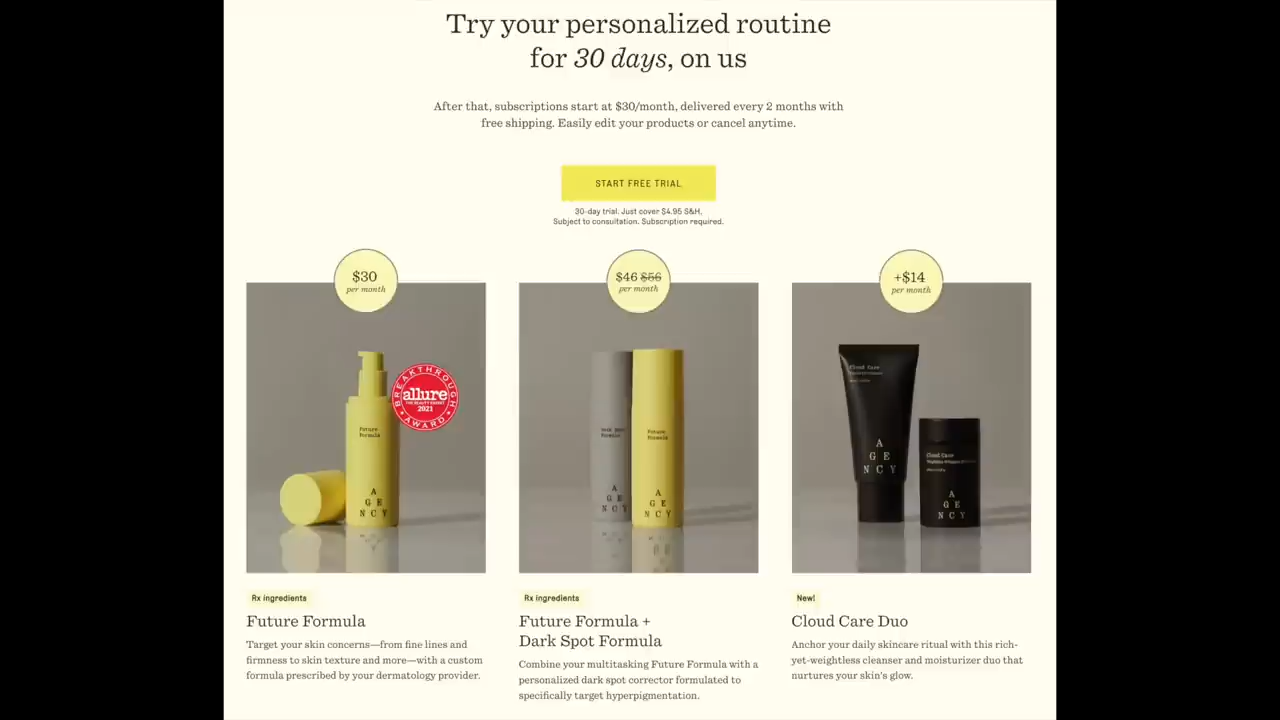 Try your personalized routine
for 30 days, on us
After that, subscriptions start at $30/month, delivered every 2 months with
free shipping. Easily edit your products or cancel anytime.
START FREE TRIAL
30-day trial. Just cover $4.95 S&H.
Subject to consultation. Subscription required.
$30
per month
BREAKTHROUGH
allure
THE BEAUTY EXPERT
2021
AWARD
Future
Formula
A
GE
NCY
Rx ingredients
Future Formula
Target your skin concerns—from fine lines and
firmness to skin texture and more—with a custom
formula prescribed by your dermatology provider.
$46 $56
per month
Formula
A
GE
NCY
Future
Formula
A
GE
NCY
Rx ingredients
Future Formula +
Dark Spot Formula
Combine your multitasking Future Formula with a
personalized dark spot corrector formulated to
specifically target hyperpigmentation.
+$14
per month
Cloud Care
A
GE
NCY
Cloud Care
A
GE
NCY
New!
Cloud Care Duo
Anchor your daily skincare ritual with this rich-
yet-weightless cleanser and moisturizer duo that
nurtures your skin's glow.